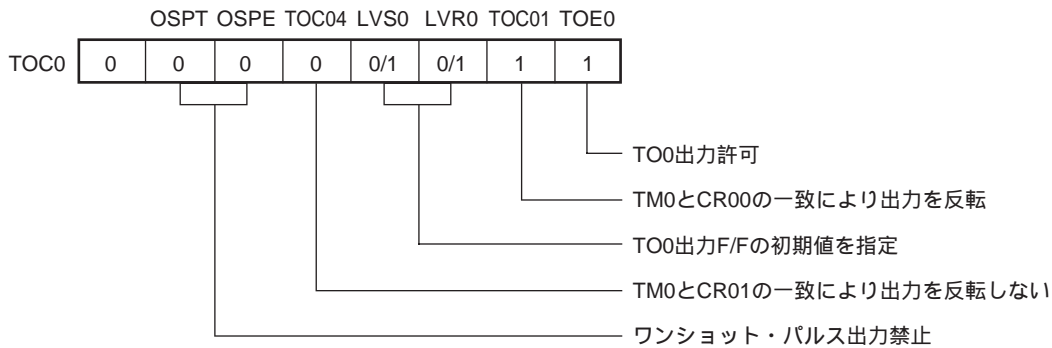 OSPT OSPE TOC04 LVS0 LVR0 TOC01 TOE0
TOC0 0 0 0 0 0/1 0/1 1 1
TO0出力許可
TM0とCR00の一致により出力を反転
TO0出力F/Fの初期値を指定
TM0とCR01の一致により出力を反転しない
ワンショット・パルス出力禁止